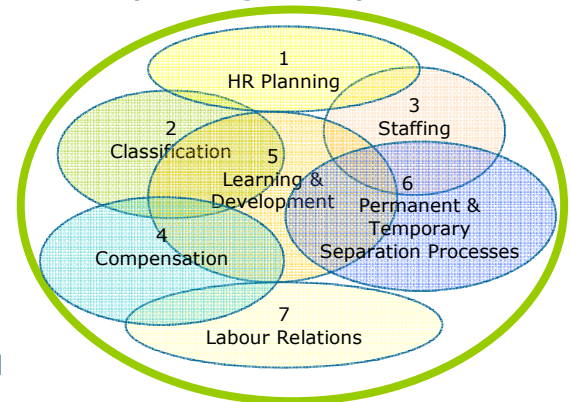 1
HR Planning
3
Staffing
2
Classification
5
Learning &
Development
6
Permanent &
Temporary
Separation Processes
4
Compensation
7
Labour Relations